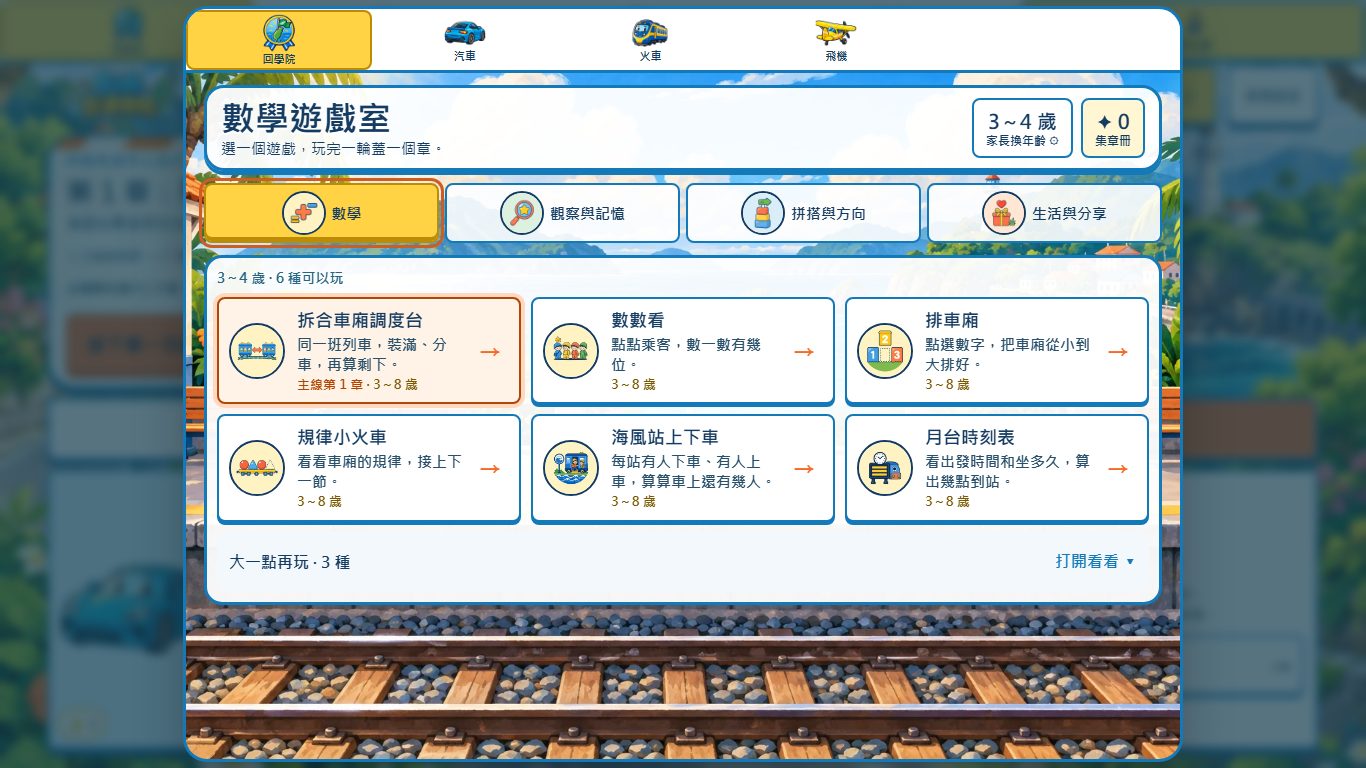 回學院
汽車
火車
飛機
數學遊戲室
選一個遊戲，玩完一輪蓋一個章。
3~4 歲
家長換年齡
✦ 0
集章冊
數學
觀察與記憶
拼搭與方向
生活與分享
3~4 歲 · 6 種可以玩
拆合車廂調度台
同一班列車，裝滿、分
車，再算剩下。
主線第 1 章 · 3~8 歲
→
數數看
點點乘客，數一數有幾
位。
3~8 歲
→
2
1 3
排車廂
點選數字，把車廂從小到
大排好。
3~8 歲
→
規律小火車
看看車廂的規律，接上下
一節。
3~8 歲
→
海風站上下車
每站有人下車、有人上
車，算算車上還有幾人。
3~8 歲
→
月台時刻表
看出發時間和坐多久，算
出幾點到站。
3~8 歲
→
大一點再玩 · 3 種
打開看看 ▼